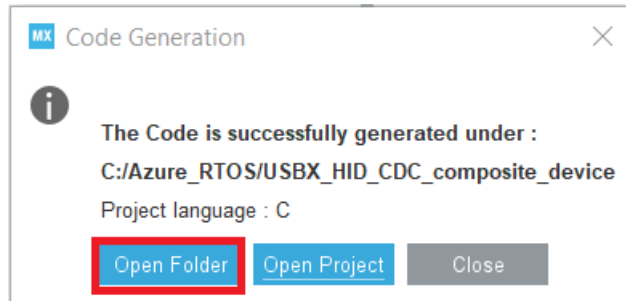 MX Code Generation
The Code is successfully generated under :
C:/Azure_RTOS/USBX_HID_CDC_composite_device
Project language : C
Open Folder Open Project Close